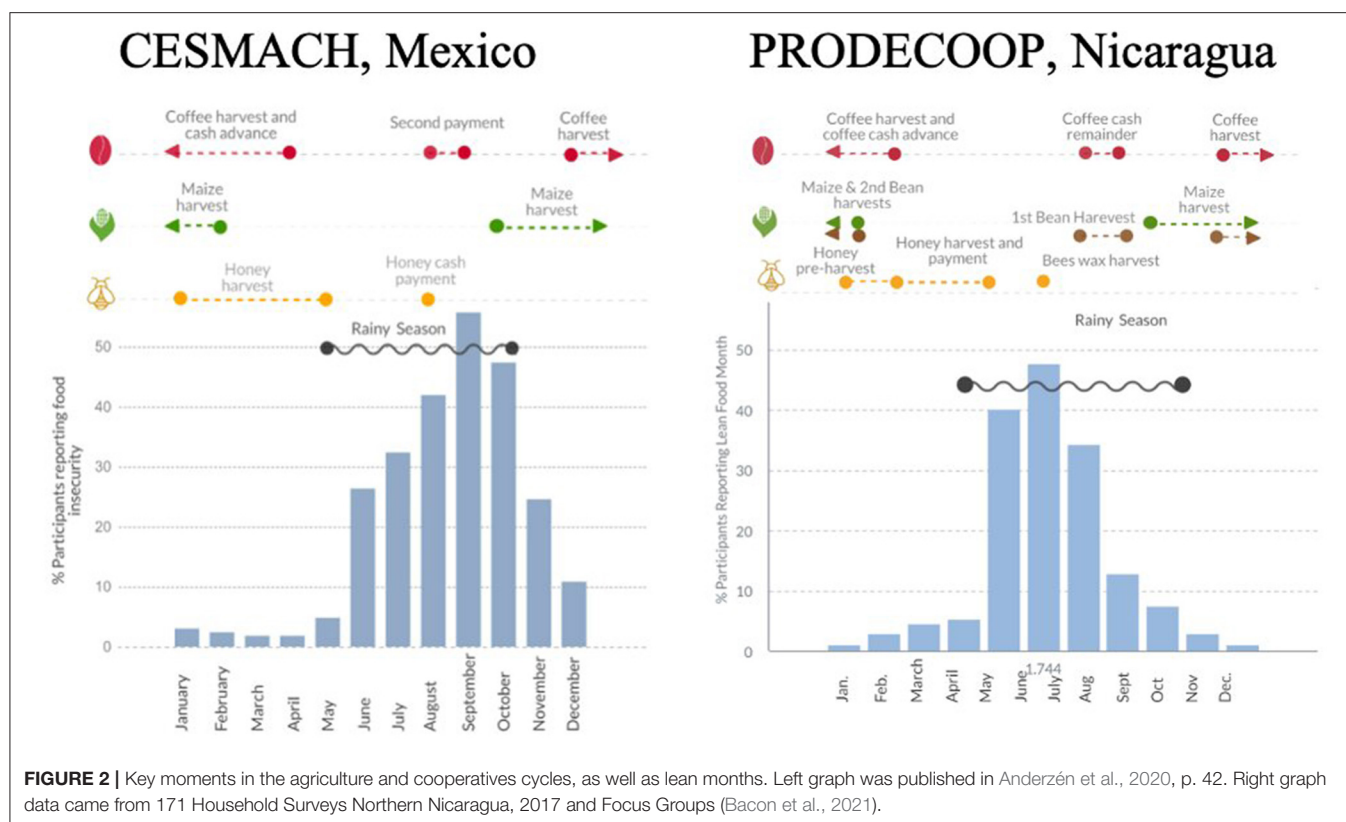 CESMACH, Mexico
Coffee harvest and
cash advance
Second payment
Coffee
harvest
Maize
harvest
Maize
harvest
Honey
harvest
Honey cash
payment
Rainy Season
% Participants reporting food
insecurity
50
40
30
20
10
0
January
February
March
April
May
June
July
August
September
October
November
December
PRODECOOP, Nicaragua
Coffee harvest and
coffee cash advance
Coffee cash
remainder
Coffee
harvest
Maize & 2nd Bean
harvests
1st Bean Harevest
Maize
harvest
Honey
pre-harvest
Honey harvest and
payment
Bees wax harvest
Rainy Season
% Participants Reporting Lean Food Month
50
40
30
20
10
0
1.744
Jan.
Feb.
March
April
May
June
July
Aug
Sept
Oct
Nov
Dec.
FIGURE 2 | Key moments in the agriculture and cooperatives cycles, as well as lean months. Left graph was published in Anderzén et al., 2020, p. 42. Right graph
data came from 171 Household Surveys Northern Nicaragua, 2017 and Focus Groups (Bacon et al., 2021).